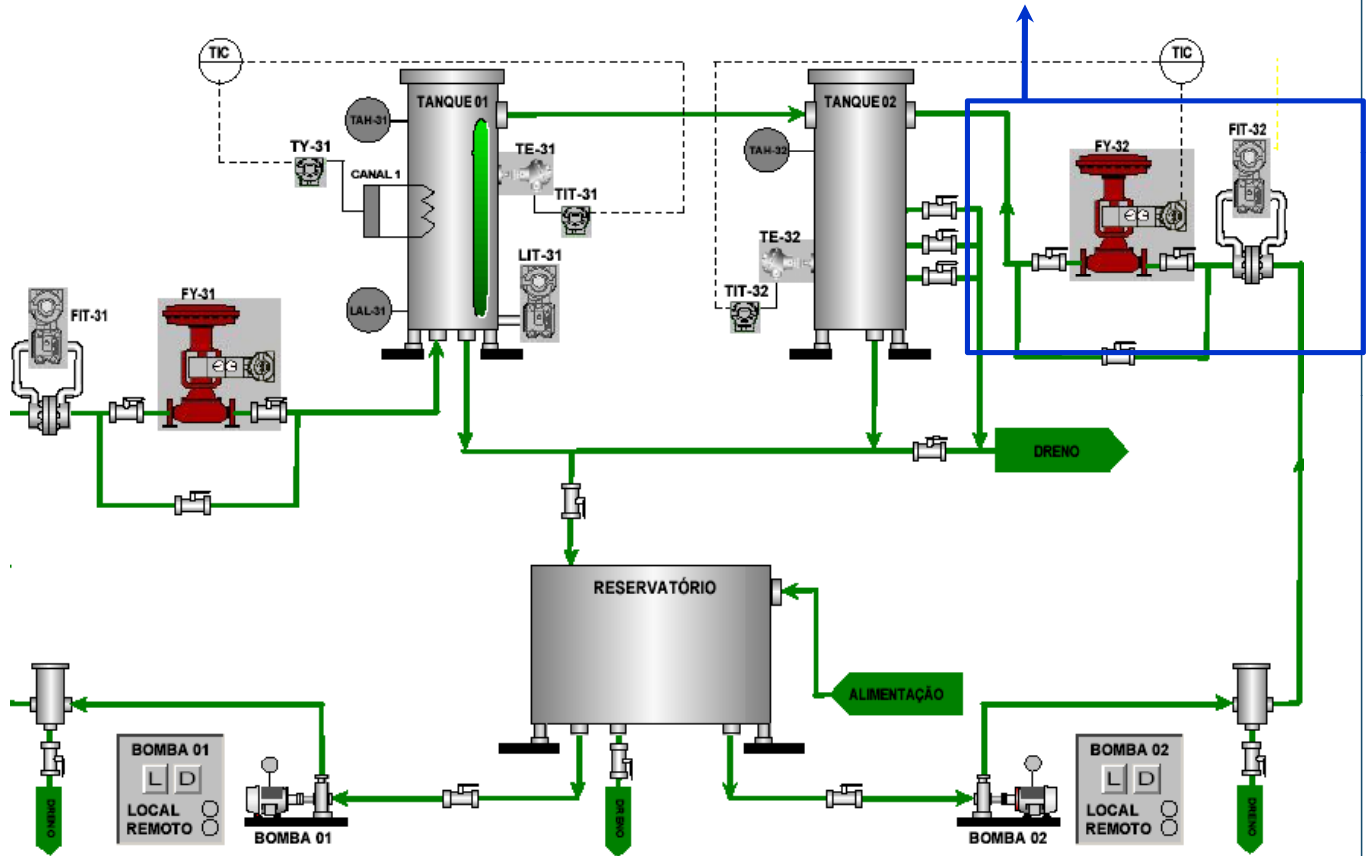 TIC
TIC
TANQUE 01
TANQUE 02
TAH-31
FIT-32
FY-32
TY-31
TE-31
TAH-32
CANAL 1
TIT-31
TE-32
LIT-31
TIT-32
FY-31
LAL-31
FIT-31
DRENO
RESERVATÓRIO
ALIMENTAÇÃO
BOMBA 01
L D
LOCAL
REMOTO
BOMBA 01
BOMBA 02
L D
LOCAL
REMOTO
BOMBA 02
DRENO
DRENO
DRENO